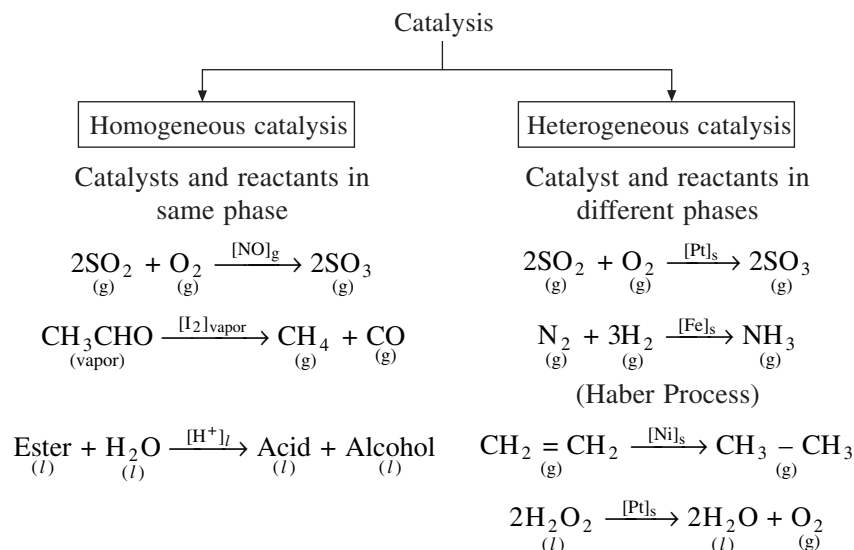 Catalysis
Homogeneous catalysis
Catalysts and reactants in
same phase
2SO₂ + O₂ —[NO]g→ 2SO₃
(g) (g) (g)
CH₃CHO —[I₂]vapor→ CH₄ + CO
(vapor) (g) (g)
Ester + H₂O —[H⁺]l→ Acid + Alcohol
(l) (l) (l) (l)
Heterogeneous catalysis
Catalyst and reactants in
different phases
2SO₂ + O₂ —[Pt]s→ 2SO₃
(g) (g) (g)
N₂ + 3H₂ —[Fe]s→ NH₃
(g) (g) (g)
(Haber Process)
CH₂ = CH₂ —[Ni]s→ CH₃ – CH₃
(g) (g)
2H₂O₂ —[Pt]s→ 2H₂O + O₂
(l) (l) (g)